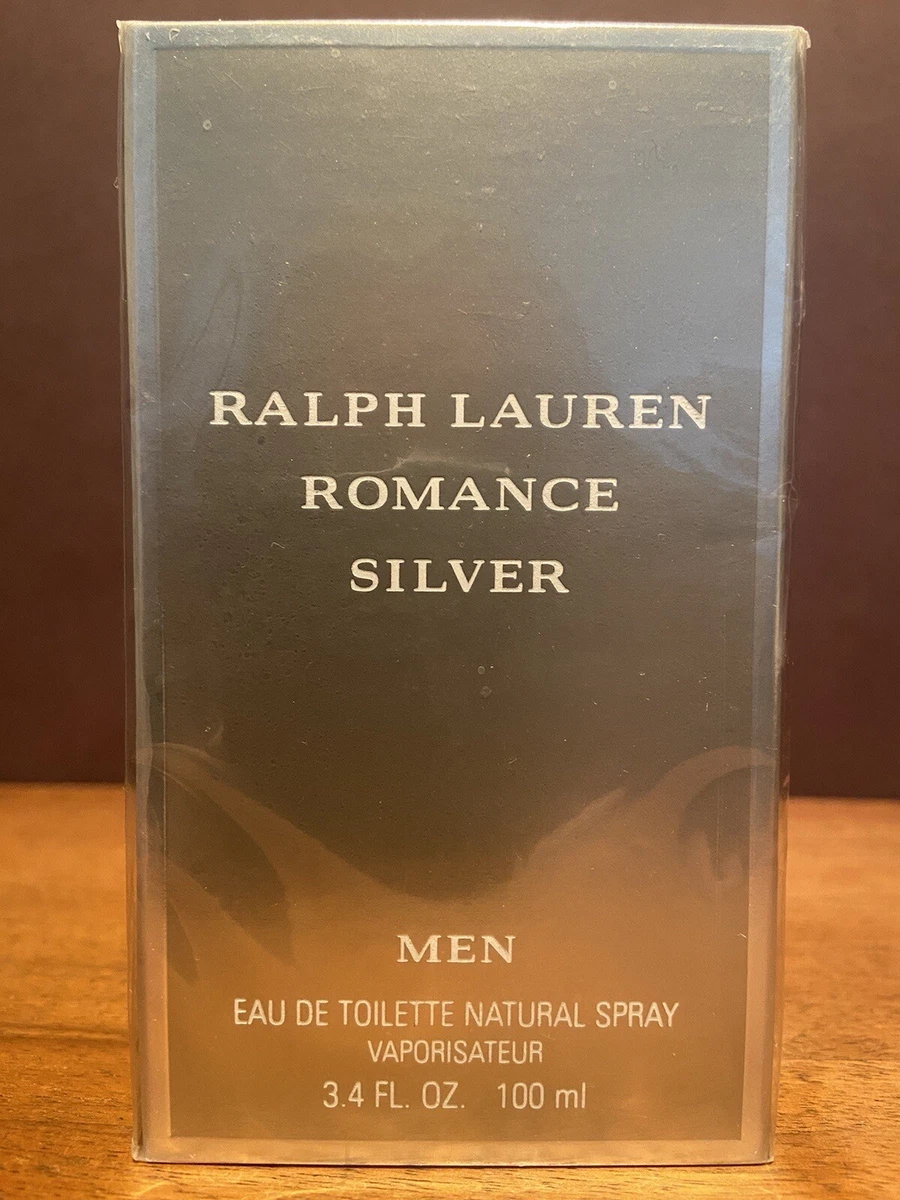 RALPH LAUREN
ROMANCE
SILVER
MEN
EAU DE TOILETTE NATURAL SPRAY
VAPORISATEUR
3.4 FL. OZ. 100 ml